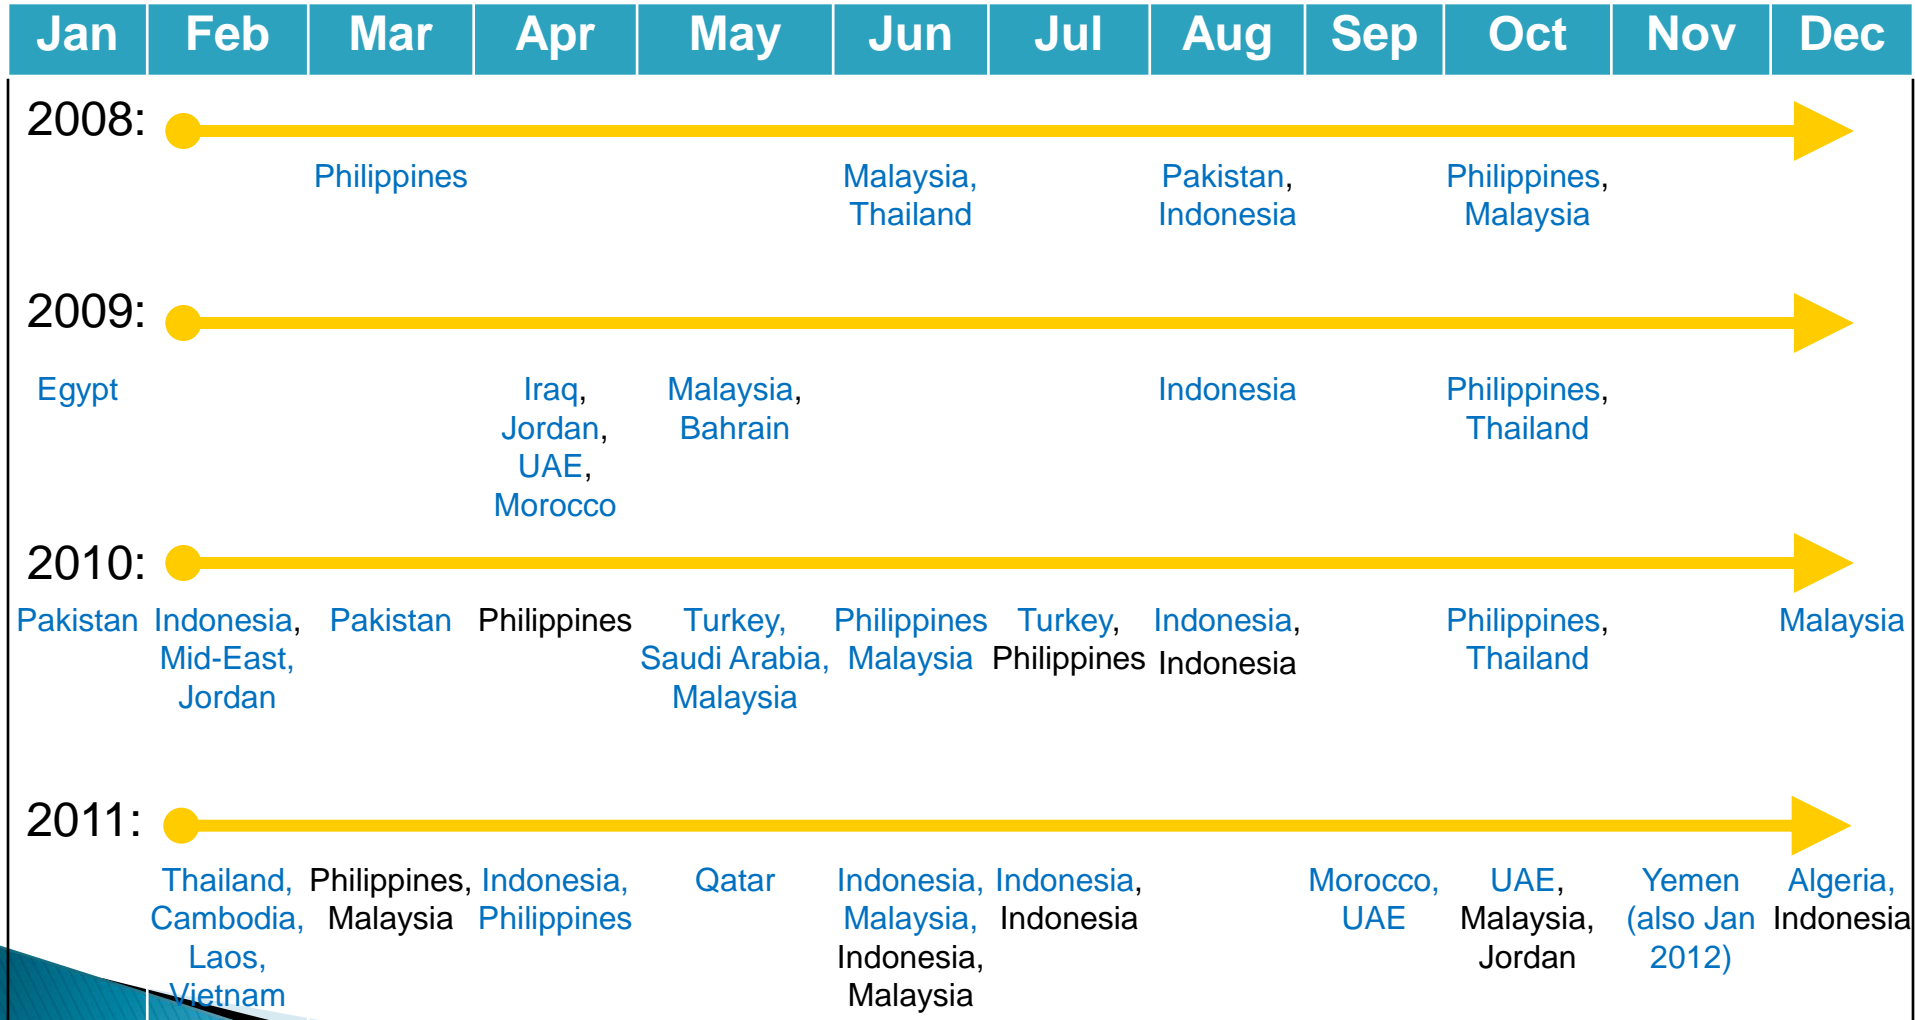 Jan Feb Mar Apr May Jun Jul Aug Sep Oct Nov Dec
2008:
Philippines
Malaysia,
Thailand
Pakistan,
Indonesia
Philippines,
Malaysia
2009:
Egypt
Iraq,
Jordan,
UAE,
Morocco
Malaysia,
Bahrain
Indonesia
Philippines,
Thailand
2010:
Pakistan
Indonesia,
Mid-East,
Jordan
Pakistan
Philippines
Turkey,
Saudi Arabia,
Malaysia
Philippines
Malaysia
Turkey,
Philippines
Indonesia,
Indonesia
Philippines,
Thailand
Malaysia
2011:
Thailand,
Cambodia,
Laos,
Vietnam
Philippines,
Malaysia
Indonesia,
Philippines
Qatar
Indonesia,
Malaysia,
Indonesia,
Malaysia
Indonesia,
Indonesia
Morocco,
UAE
UAE,
Malaysia,
Jordan
Yemen
(also Jan
2012)
Algeria,
Indonesia